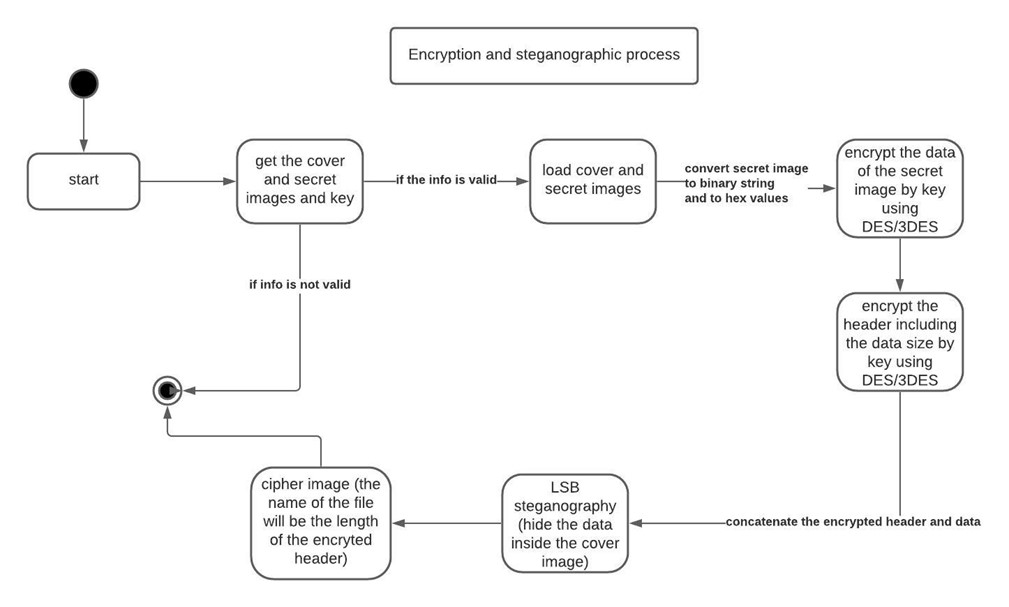 Encryption and steganographic process
start
get the cover
and secret
images and key
if the info is valid
load cover and
secret images
convert secret image
to binary string
and to hex values
encrypt the data
of the secret
image by key
using
DES/3DES
if info is not valid
encrypt the
header including
the data size by
key using
DES/3DES
concatenate the encrypted header and data
LSB
steganography
(hide the data
inside the cover
image)
cipher image (the
name of the file
will be the length
of the encryted
header)